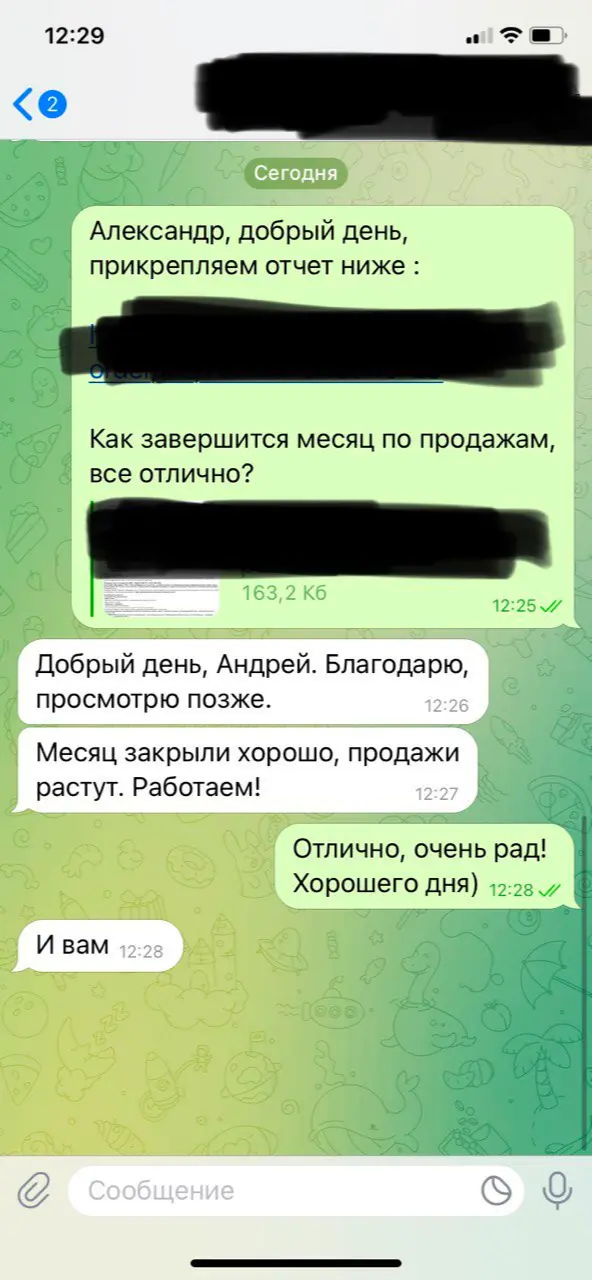 12:29
2
Сегодня
Александр, добрый день,
прикрепляем отчет ниже :
Как завершится месяц по продажам,
все отлично?
163,2 Кб
12:25
Добрый день, Андрей. Благодарю,
просмотрю позже.
12:26
Месяц закрыли хорошо, продажи
растут. Работаем!
12:27
Отлично, очень рад!
Хорошего дня) 12:28
И вам 12:28
Сообщение